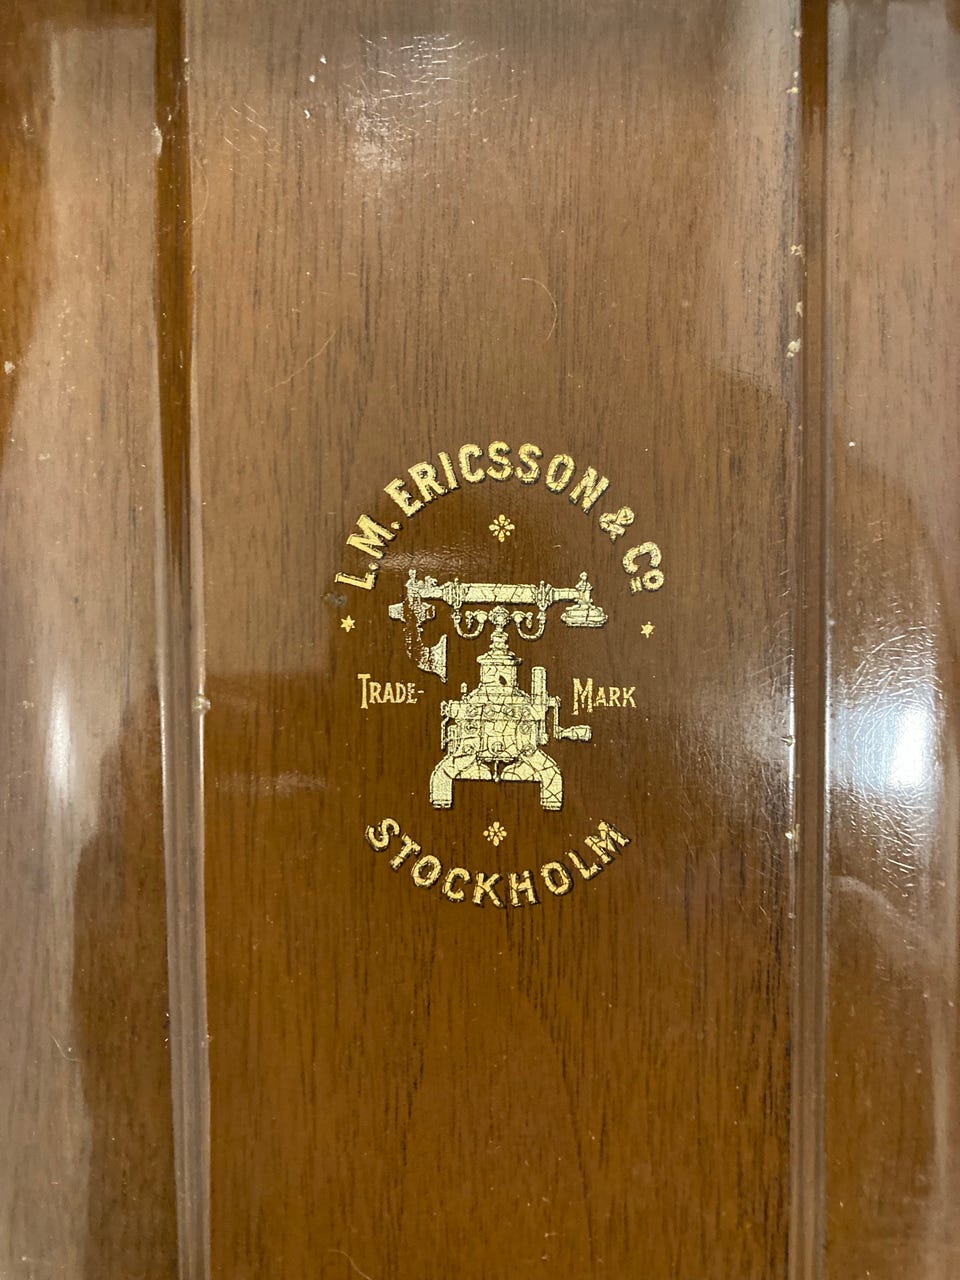 L.M. ERICSSON & Cº
TRADE-MARK
STOCKHOLM